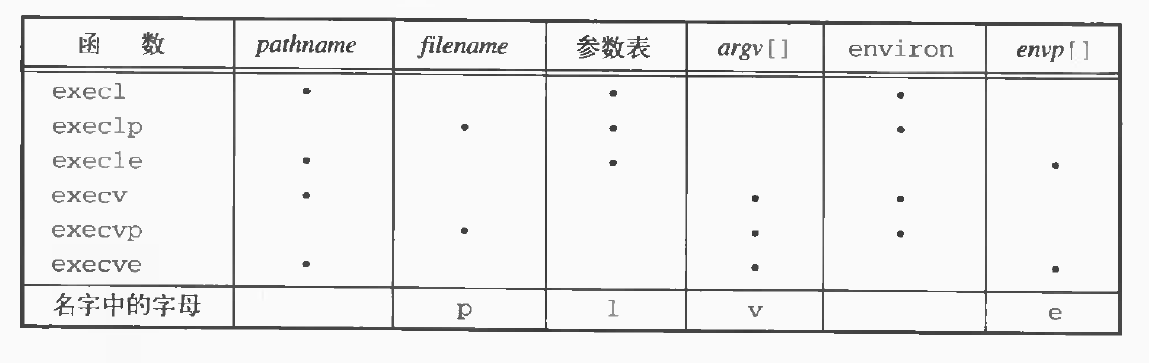 函 数 pathname filename 参数表 argv[] environ envp[]
execl • • •
execlp • • •
execle • • •
execv • • •
execvp • • •
execve • • •
名字中的字母 p l v e